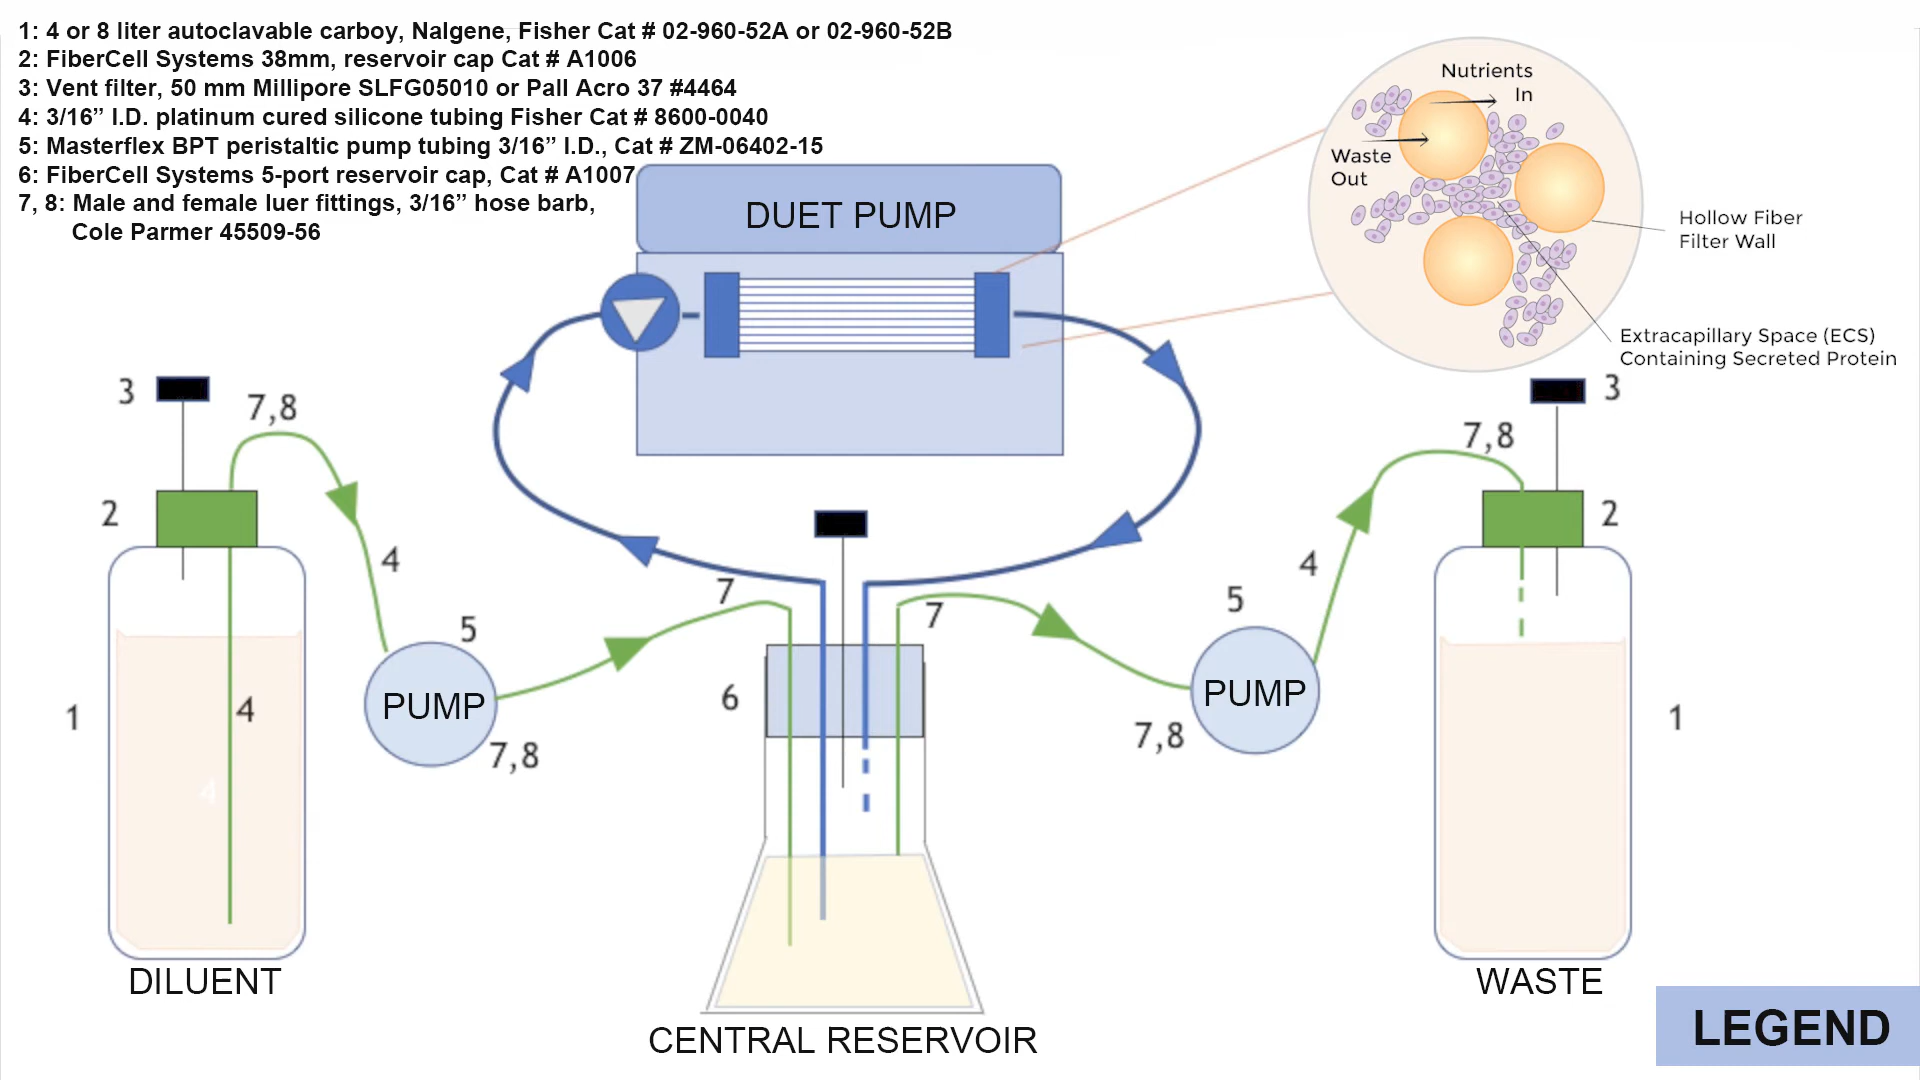 1: 4 or 8 liter autoclavable carboy, Nalgene, Fisher Cat # 02-960-52A or 02-960-52B
2: FiberCell Systems 38mm, reservoir cap Cat # A1006
3: Vent filter, 50 mm Millipore SLFG05010 or Pall Acro 37 #4464
4: 3/16” I.D. platinum cured silicone tubing Fisher Cat # 8600-0040
5: Masterflex BPT peristaltic pump tubing 3/16” I.D., Cat # ZM-06402-15
6: FiberCell Systems 5-port reservoir cap, Cat # A1007
7, 8: Male and female luer fittings, 3/16” hose barb,
Cole Parmer 45509-56
DUET PUMP
Nutrients
In
Waste
Out
Hollow Fiber
Filter Wall
Extracapillary Space (ECS)
Containing Secreted Protein
3
7,8
2
4
1
4
4
5
PUMP
7,8
7
6
7
5
PUMP
7,8
4
7,8
3
2
1
DILUENT
CENTRAL RESERVOIR
WASTE
LEGEND